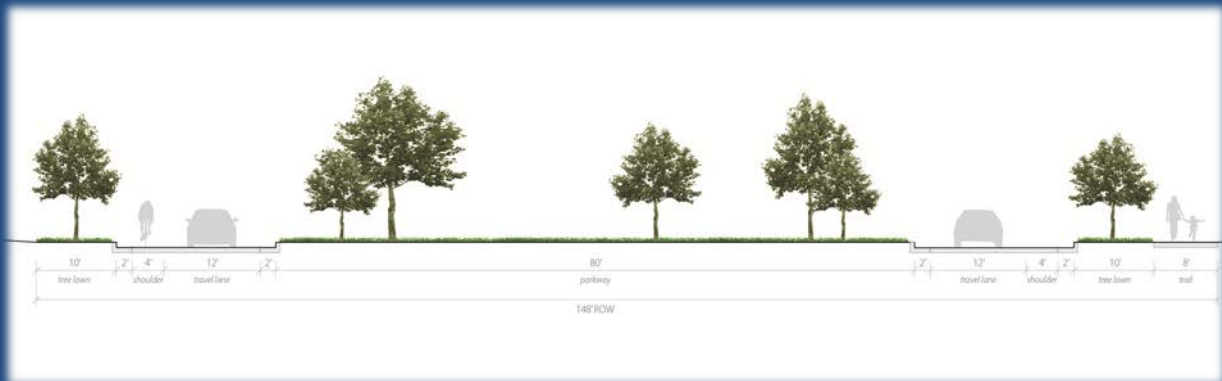 10' 2' 4' 12' 2' 80' 2' 12' 4' 2' 10' 8'
tree lawn shoulder travel lane parkway travel lane shoulder tree lawn trail
148' ROW